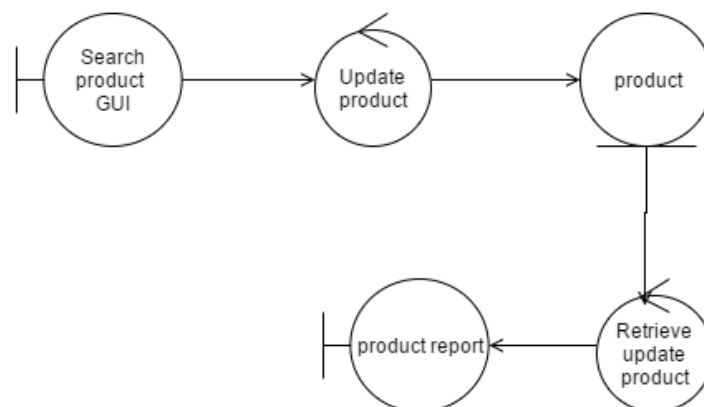 Search
product
GUI
Update
product
product
Retrieve
update
product
product report